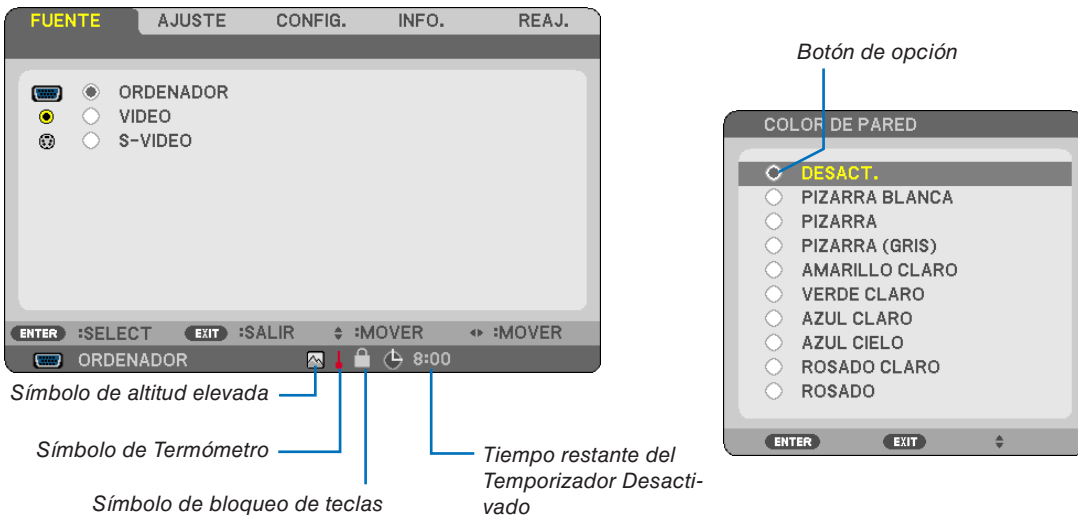 FUENTE AJUSTE CONFIG. INFO. REAJ.
ORDENADOR
VIDEO
S-VIDEO
ENTER :SELECT EXIT :SALIR :MOVER :MOVER
ORDENADOR 8:00
Símbolo de altitud elevada
Símbolo de Termómetro
Símbolo de bloqueo de teclas
Tiempo restante del
Temporizador Desacti-
vado
Botón de opción
COLOR DE PARED
DESACT.
PIZARRA BLANCA
PIZARRA
PIZARRA (GRIS)
AMARILLO CLARO
VERDE CLARO
AZUL CLARO
AZUL CIELO
ROSADO CLARO
ROSADO
ENTER EXIT